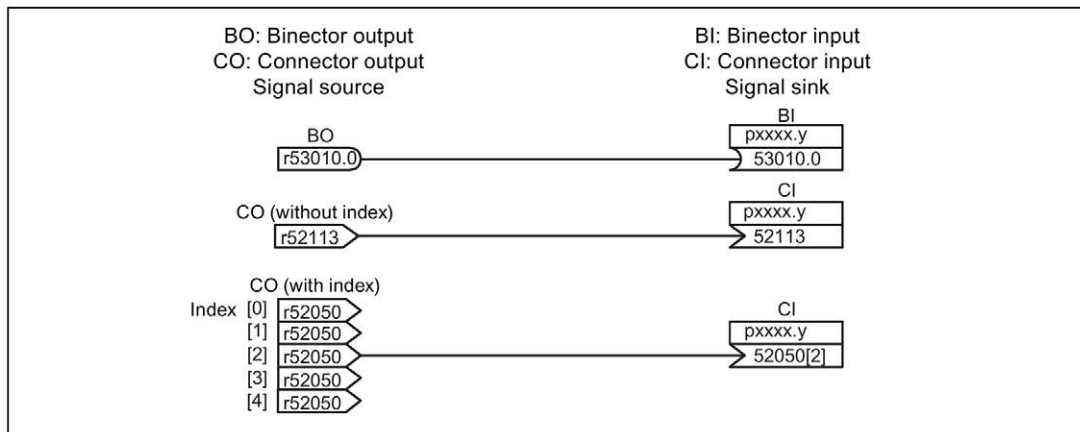 BO: Binector output
CO: Connector output
Signal source
BI: Binector input
CI: Connector input
Signal sink
BO
r53010.0
BI
pxxxx.y
53010.0
CO (without index)
r52113
CI
pxxxx.y
52113
CO (with index)
Index [0] r52050
[1] r52050
[2] r52050
[3] r52050
[4] r52050
CI
pxxxx.y
52050[2]